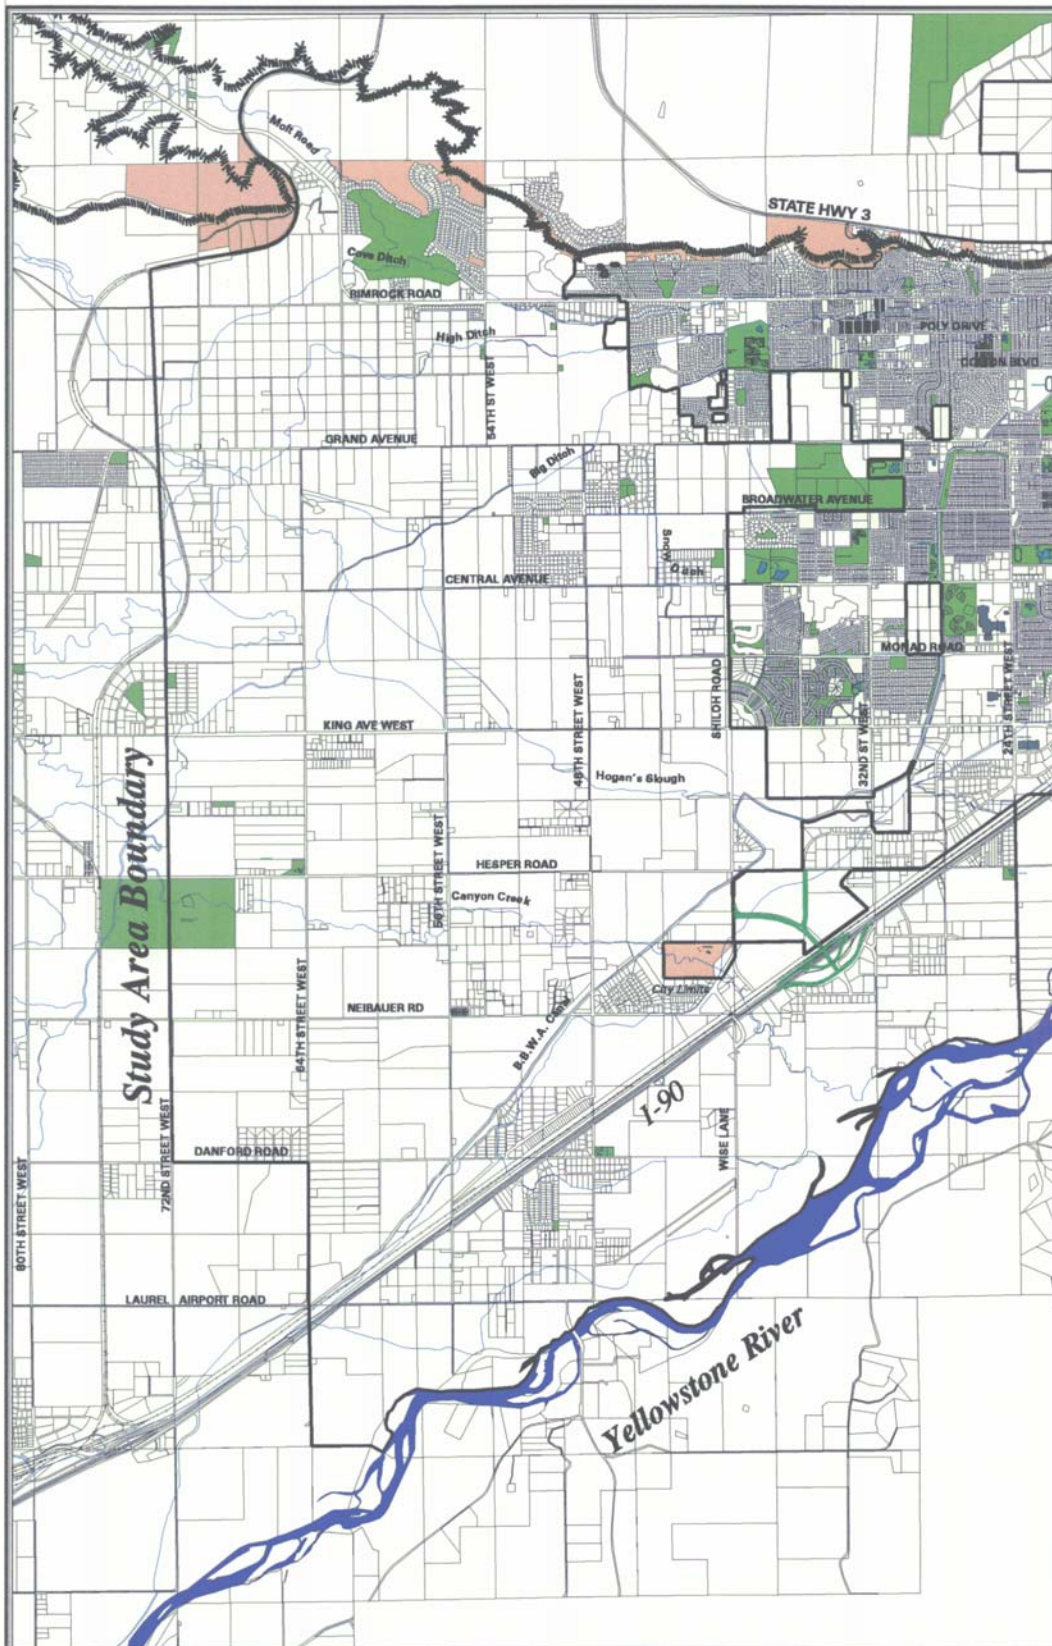 Molt Road
STATE HWY 3
Cove Ditch
RIMROCK ROAD
POLY DRIVE
High Ditch
COLTON BLVD
54TH ST WEST
GRAND AVENUE
Big Ditch
BROADWATER AVENUE
Snow Ditch
CENTRAL AVENUE
MONAD ROAD
24TH STREET WEST
SHILOH ROAD
32ND ST WEST
48TH STREET WEST
KING AVE WEST
Hogan's Slough
Study Area Boundary
56TH STREET WEST
HESPER ROAD
Canyon Creek
City Limits
64TH STREET WEST
NEIBAUER RD
B.B.W.A. Canal
I-90
WISE LANE
72ND STREET WEST
DANFORD ROAD
80TH STREET WEST
LAUREL AIRPORT ROAD
Yellowstone River